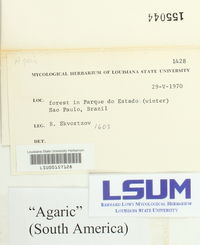 155044
Agaric
1428
MYCOLOGICAL HERBARIUM OF LOUISIANA STATE UNIVERSITY
29-V-1970
LOC: forest in Parque do Estado (winter)
Sao Paulo, Brazil
LEG. B. Skvortzov 1603
DET.
Louisiana State University Herbarium
LSU00157128
LSUM
BERNARD LOWY MYCOLOGICAL HERBARIUM
LOUISIANA STATE UNIVERSITY
"Agaric"
(South America)